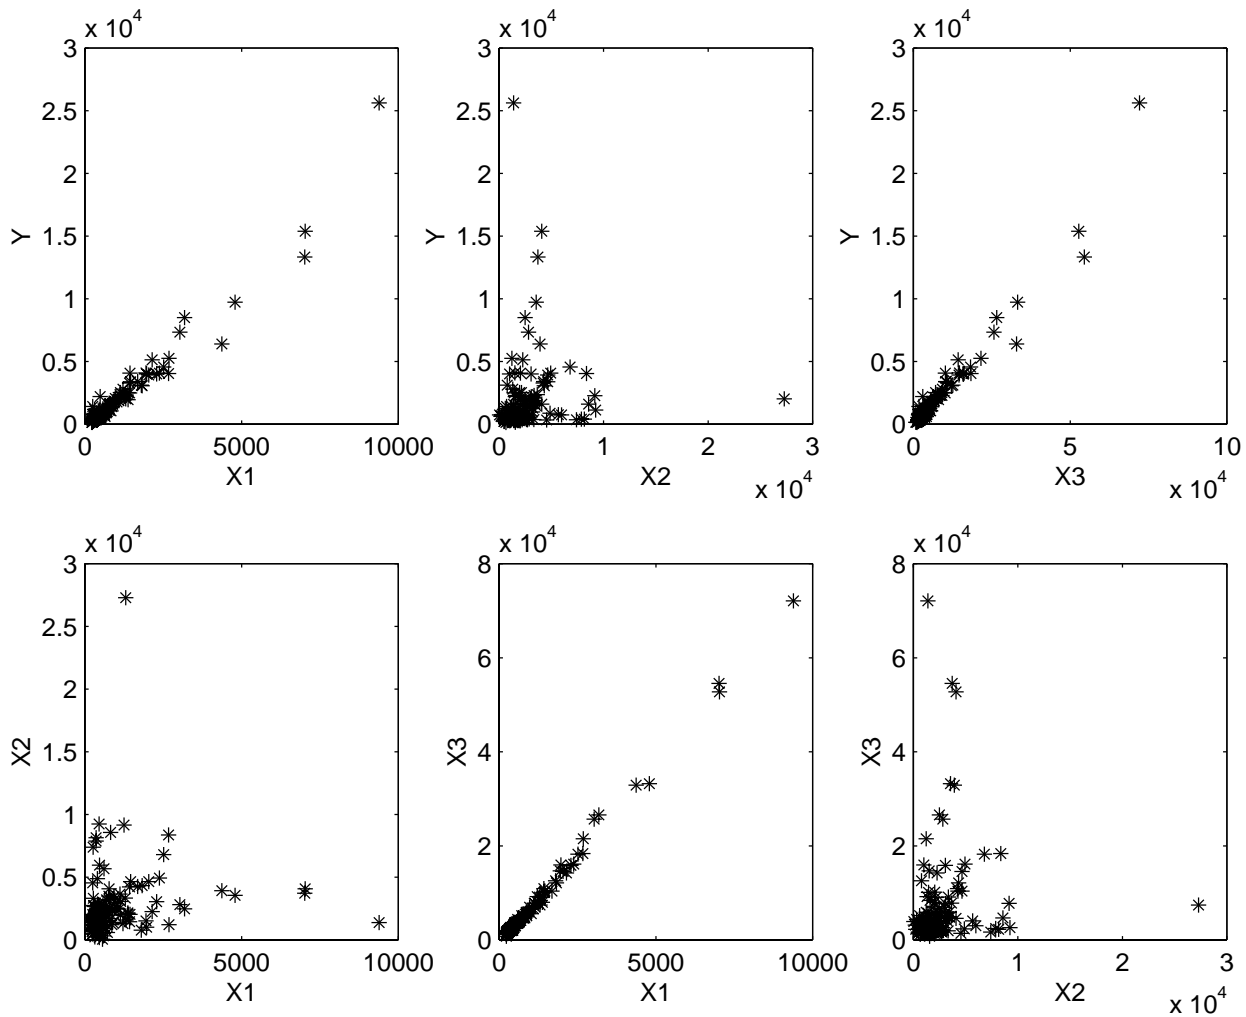 x 10^4 x 10^4 x 10^4
3 3 3
2.5 2.5 2.5
2 2 2
Y 1.5 Y 1.5 Y 1.5
1 1 1
0.5 0.5 0.5
0 0 0
0 5000 10000 0 1 2 3 0 5 10
X1 X2 X3
x 10^4 x 10^4
x 10^4 x 10^4 x 10^4
3 8 8
2.5
6 6
2
X2 1.5 X3 4 X3 4
1
2 2
0.5
0 0 0
0 5000 10000 0 5000 10000 0 1 2 3
X1 X1 X2
x 10^4